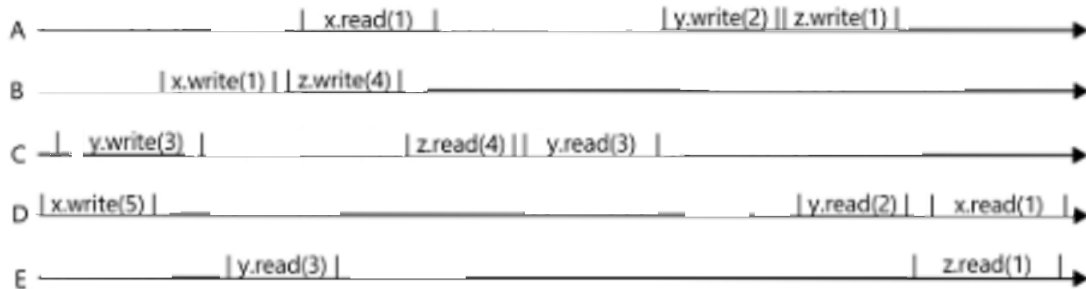 A x.read(1) y.write(2) z.write(1)
B x.write(1) z.write(4)
C y.write(3) z.read(4) y.read(3)
D x.write(5) y.read(2) x.read(1)
E y.read(3) z.read(1)